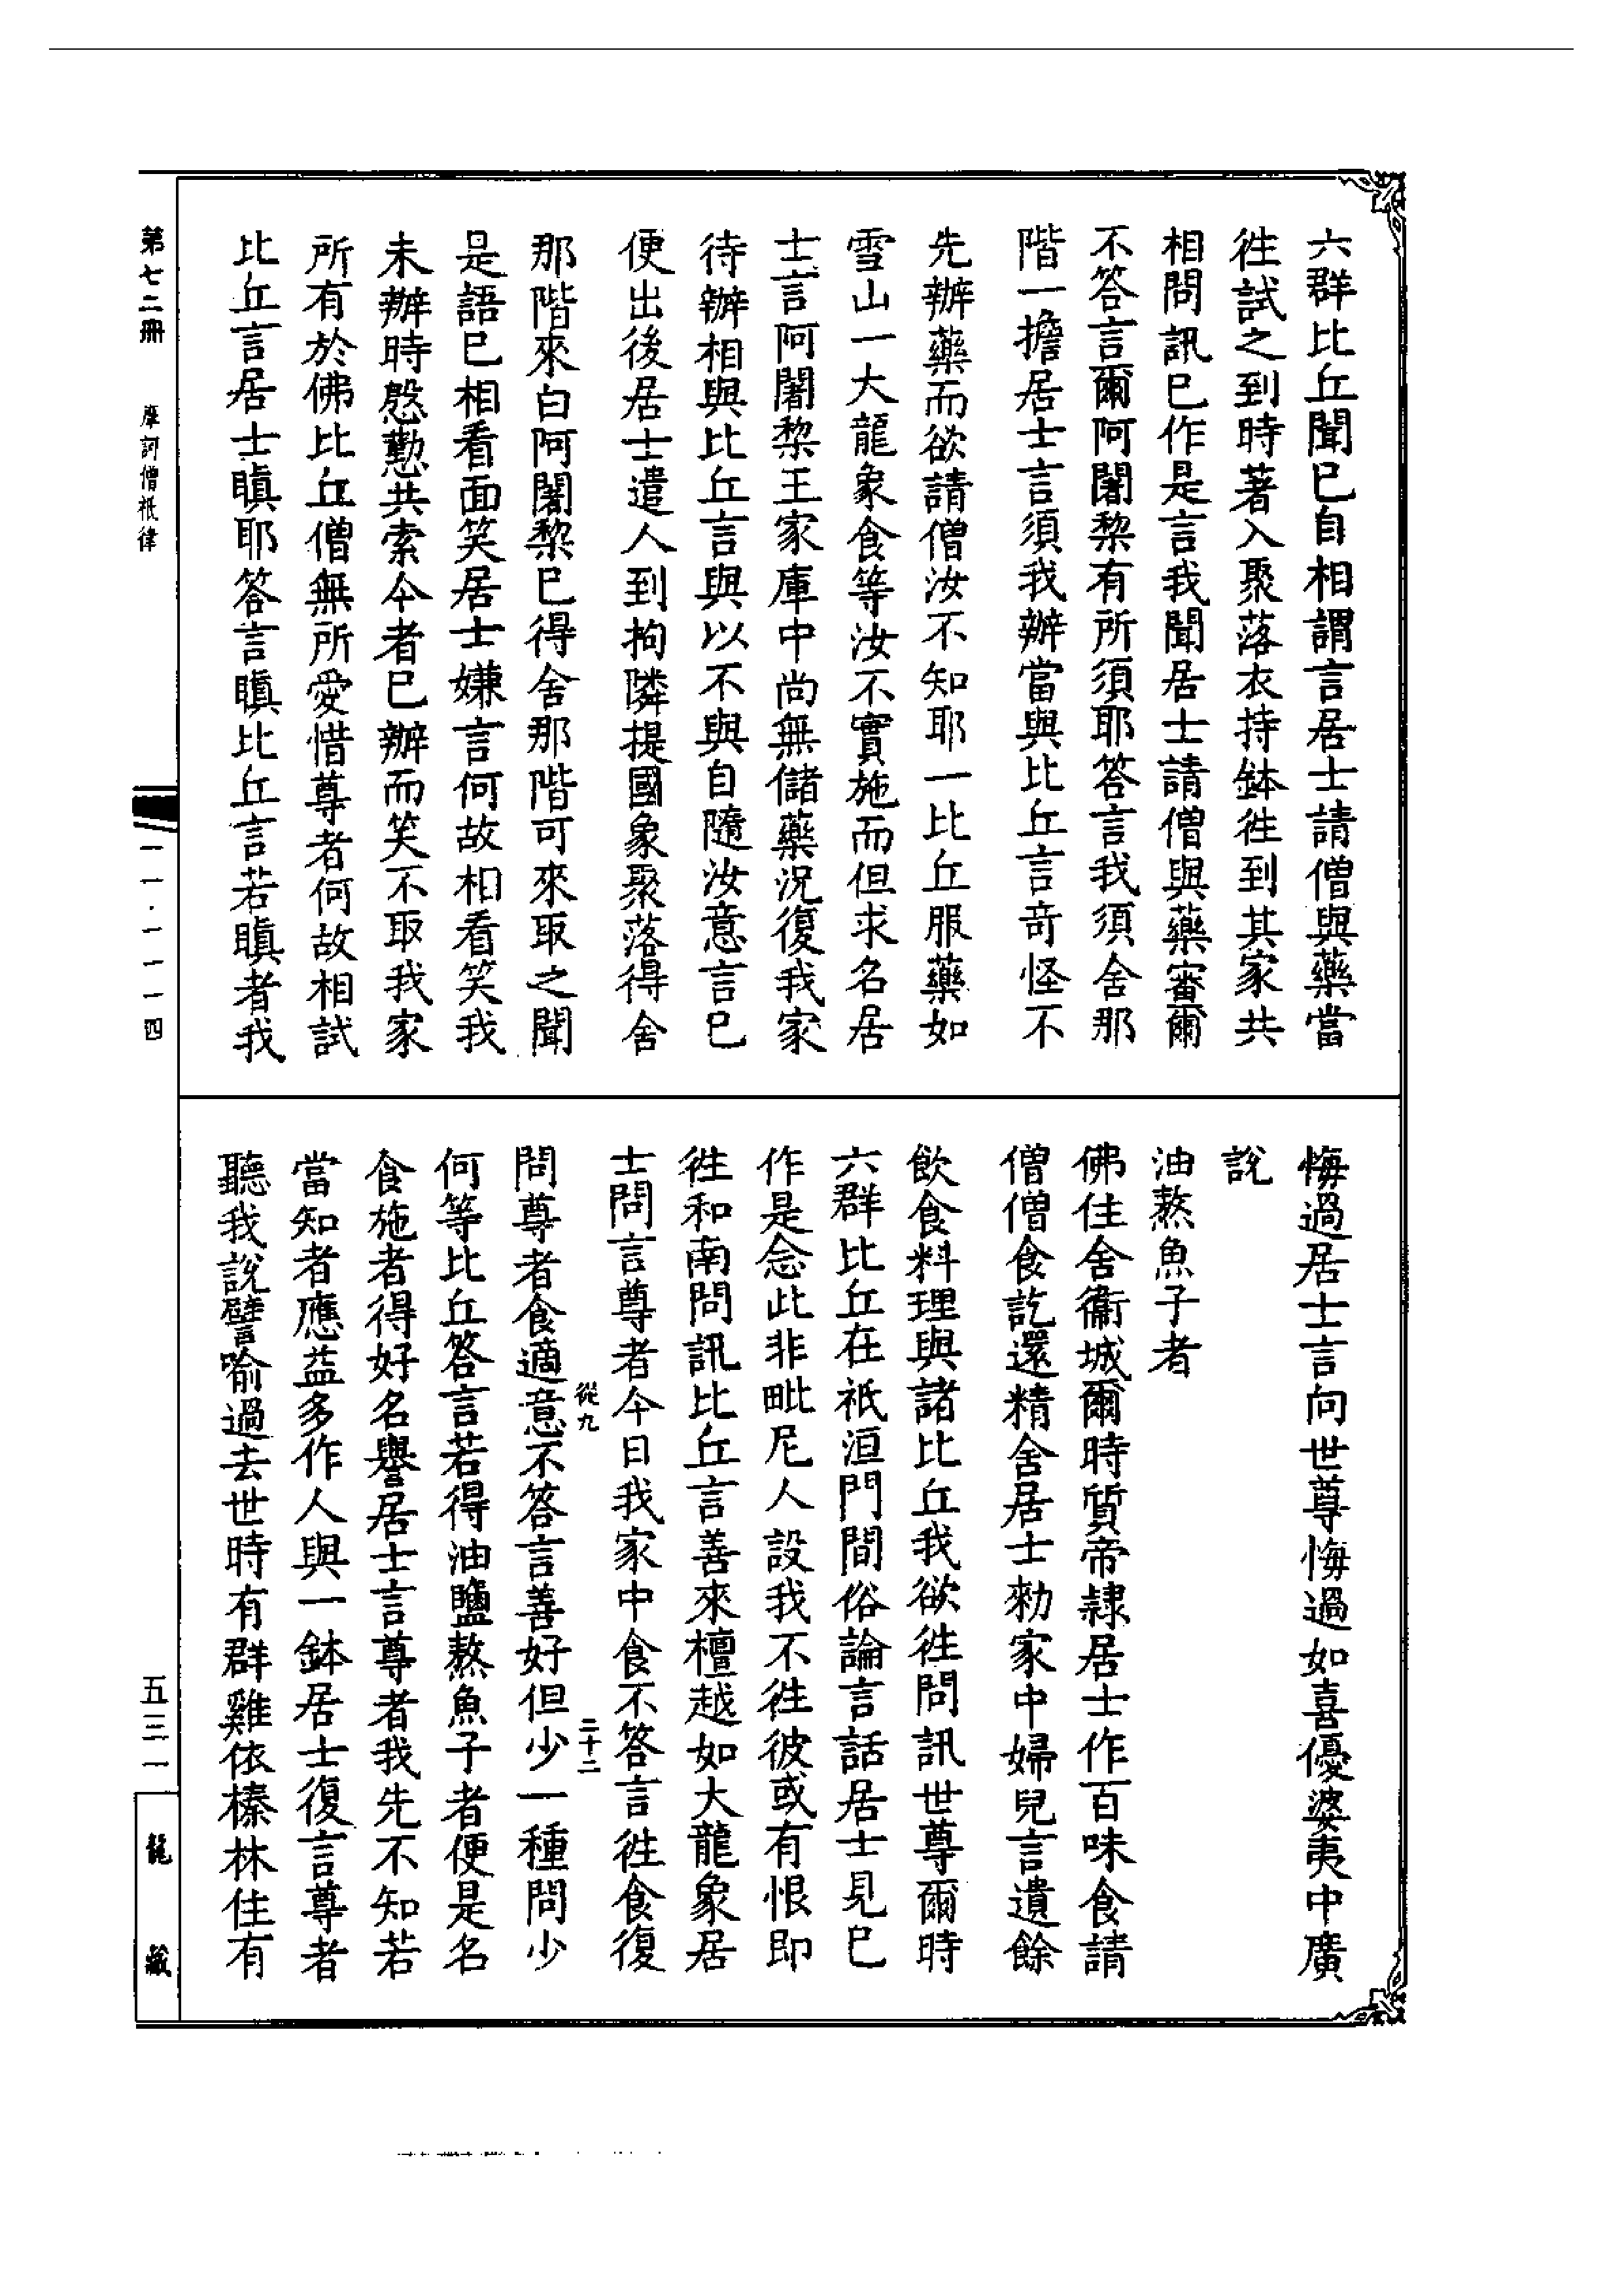 六群比丘聞已自相謂言居士請僧與藥當
徃試之到時著入聚落衣持鉢徃到其家共
相問訊已作是言我聞居士請僧與藥審爾
不答言爾阿闍黎有所須耶答言我須舍那
階一擔居士言須我辦當與比丘言奇怪不
先辦藥而欲請僧汝不知耶一比丘服藥如
雪山一大龍象食等汝不實施而但求名居
士言阿闍黎王家庫中尚無儲藥況復我家
待辦相與比丘言與以不與自隨汝意言已
便出後居士遣人到拘隣提國象聚落得舍
那階來白阿闍黎已得舍那階可來取之聞
是語已相看面笑居士嫌言何故相看笑我
未辦時慇懃共索今者已辦而笑不取我家
所有於佛比丘僧無所愛惜尊者何故相試
比丘言居士瞋耶答言瞋比丘言若瞋者我
悔過居士言向世尊悔過如喜優婆夷中廣
說
油熬魚子者
佛住舍衞城爾時質帝隷居士作百味食請
僧僧食訖還精舍居士勑家中婦兒言遺餘
飲食料理與諸比丘我欲徃問訊世尊爾時
六群比丘在祇洹門間俗論言話居士見已
作是念此非毗尼人設我不徃彼或有恨即
徃和南問訊比丘言善來檀越如大龍象居
士問言尊者今日我家中食不答言徃食復
從九
二十二
問尊者食適意不答言善好但少一種問少
何等比丘答言若得油鹽熬魚子者便是名
食施者得好名譽居士言尊者我先不知若
當知者應益多作人與一鉢居士復言尊者
聽我說譬喻過去世時有群雞依榛林住有
第七二册
摩訶僧祇律
一一·一一一四
五三一
龍藏